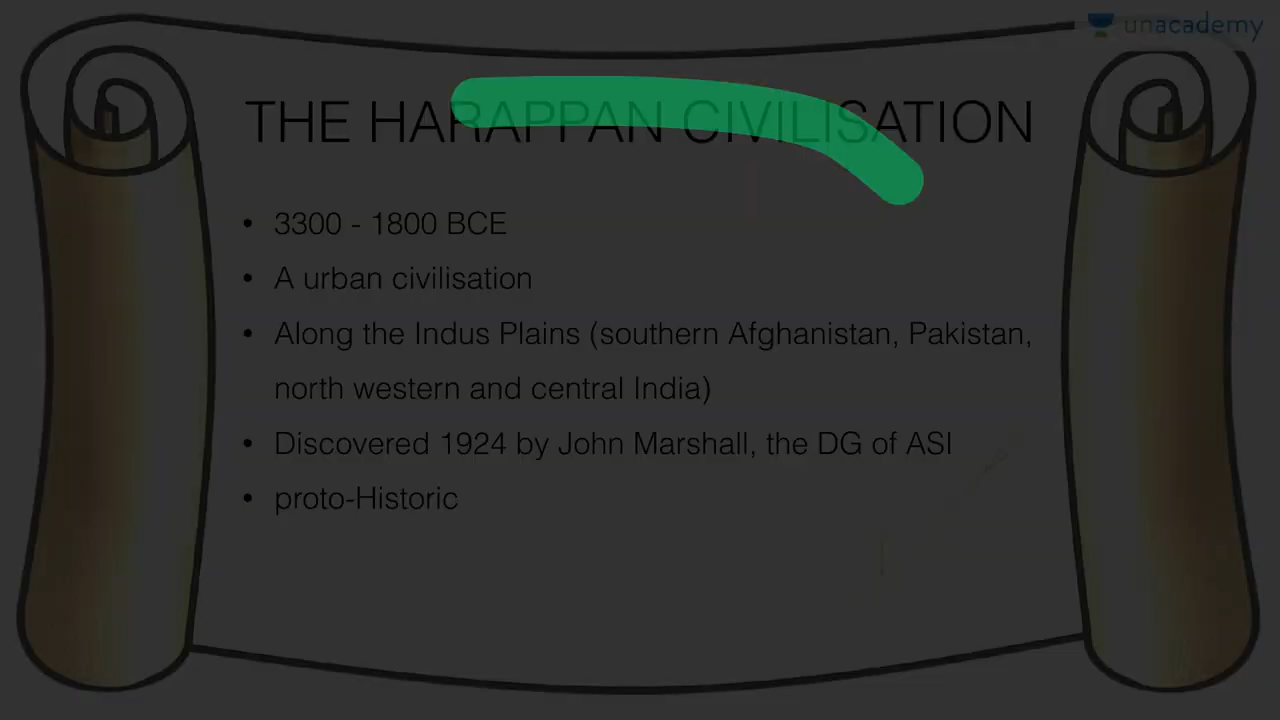 unacademy
THE HARAPPAN CIVILISATION
• 3300 - 1800 BCE
• A urban civilisation
• Along the Indus Plains (southern Afghanistan, Pakistan,
north western and central India)
• Discovered 1924 by John Marshall, the DG of ASI
• proto-Historic